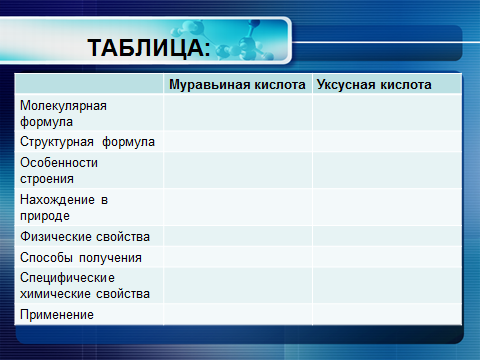 ТАБЛИЦА:
Муравьиная кислота Уксусная кислота
Молекулярная
формула
Структурная формула
Особенности
строения
Нахождение в
природе
Физические свойства
Способы получения
Специфические
химические свойства
Применение